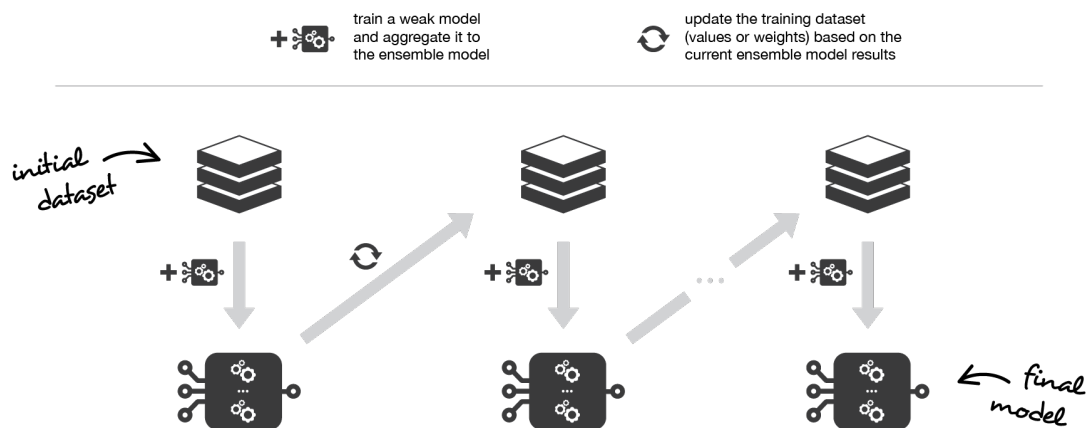 train a weak model
and aggregate it to
the ensemble model
update the training dataset
(values or weights) based on the
current ensemble model results
initial
dataset
final
model